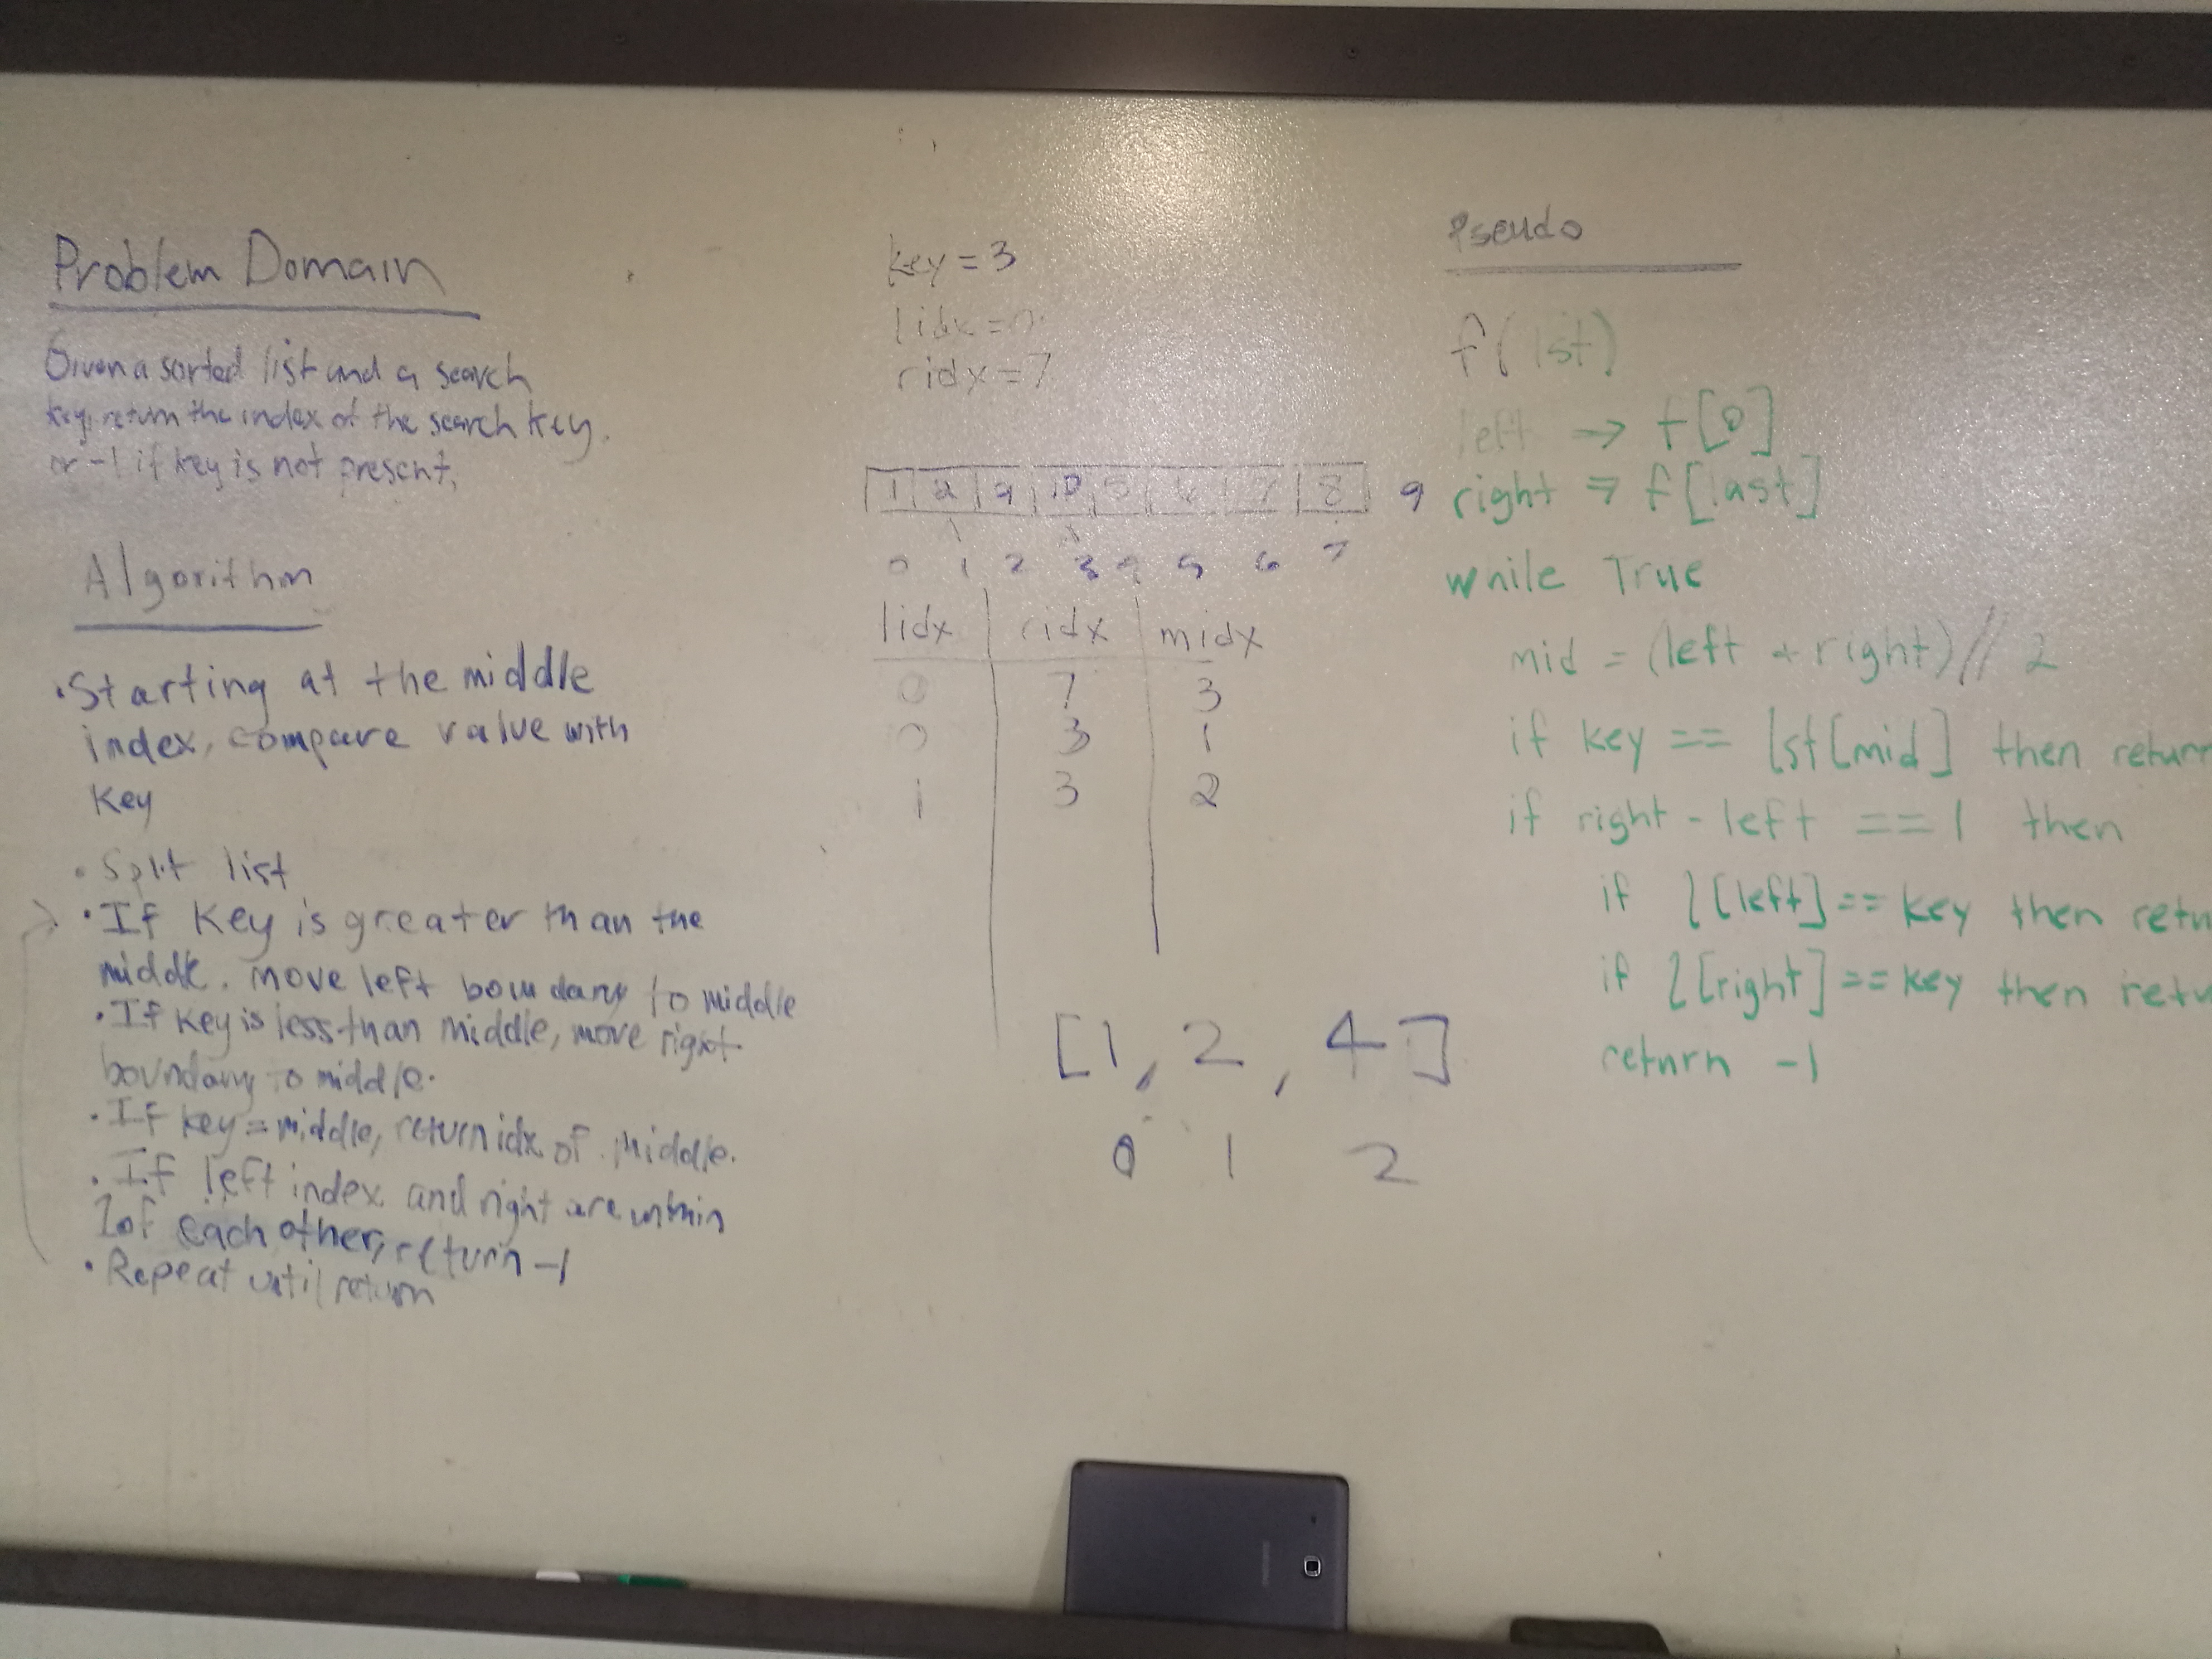 Problem Domain
Given a sorted list and a search
key, return the index of the search key.
or -1 if key is not present.
Algorithm
• Starting at the middle
index, compare value with
key
• Split list
• If key is greater than the
middle, move left boundary to middle
• If key is less than middle, move right
boundary to middle.
• If key = middle, return idx of middle.
• If left index and right are within
1 of each other, return -1
• Repeat until return
key = 3
lidx =
ridx = 7
1 2 8 9
0 1 2 3 4 5 6 7
lidx ridx midx
0 7 3
0 3 1
1 3 2
[1, 2, 4]
0 1 2
Pseudo
f(lst)
left → f[0]
right → f[last]
while True
mid = (left + right) // 2
if key == lst[mid] then return
if right - left == 1 then
if l[left] == key then retu
if l[right] == key then retu
return -1